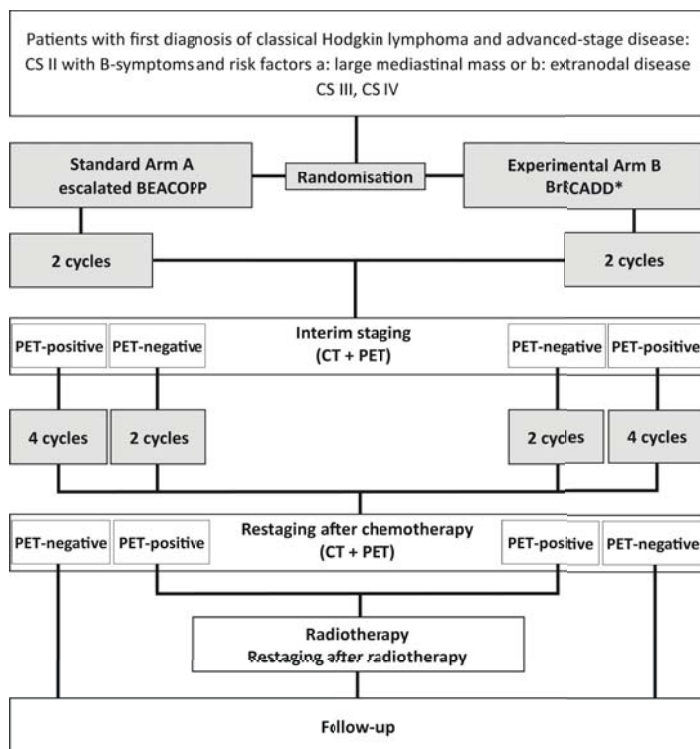 Patients with first diagnosis of classical Hodgkin lymphoma and advanced-stage disease:
CS II with B-symptoms and risk factors a: large mediastinal mass or b: extranodal disease
CS III, CS IV
Standard Arm A
escalated BEACOPP
Randomisation
Experimental Arm B
BrECADD*
2 cycles
2 cycles
Interim staging
(CT + PET)
PET-positive
PET-negative
PET-negative
PET-positive
4 cycles
2 cycles
2 cycles
4 cycles
Restaging after chemotherapy
(CT + PET)
PET-negative
PET-positive
PET-positive
PET-negative
Radiotherapy
Restaging after radiotherapy
Follow-up